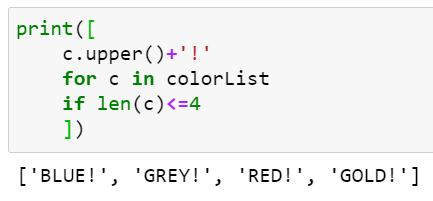 print([
    c.upper()+'!'
    for c in colorList
    if len(c)<=4
    ])
['BLUE!', 'GREY!', 'RED!', 'GOLD!']